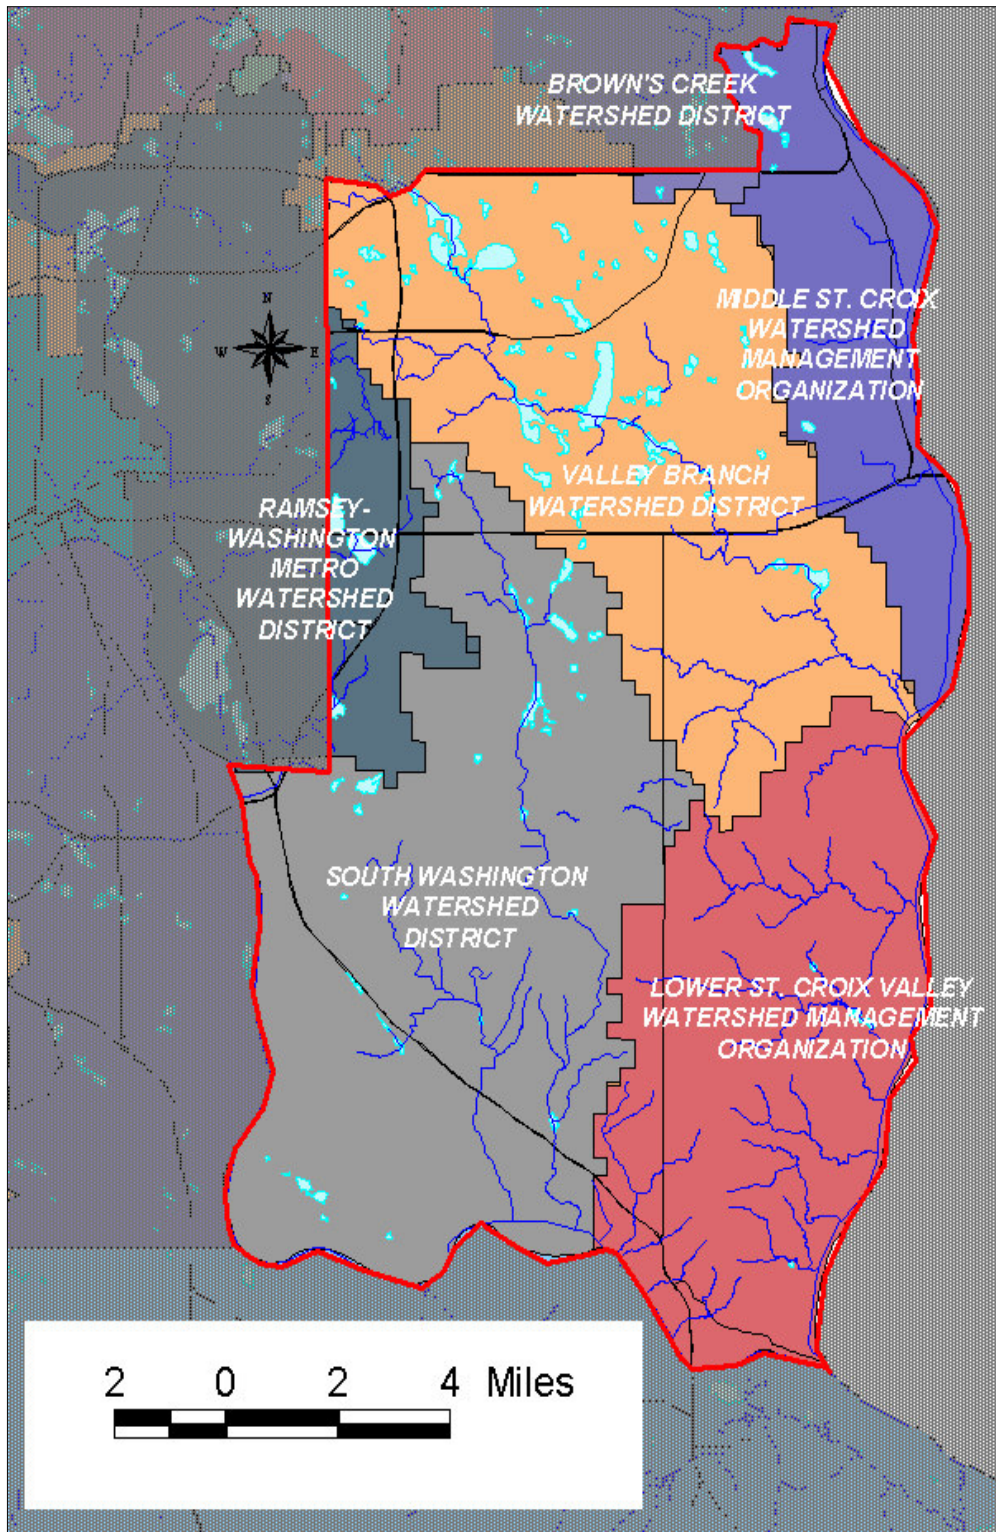 BROWN'S CREEK
WATERSHED DISTRICT
MIDDLE ST. CROIX
WATERSHED
MANAGEMENT
ORGANIZATION
N
W E
S
VALLEY BRANCH
WATERSHED DISTRICT
RAMSEY-
WASHINGTON
METRO
WATERSHED
DISTRICT
SOUTH WASHINGTON
WATERSHED
DISTRICT
LOWER ST. CROIX VALLEY
WATERSHED MANAGEMENT
ORGANIZATION
2 0 2 4 Miles